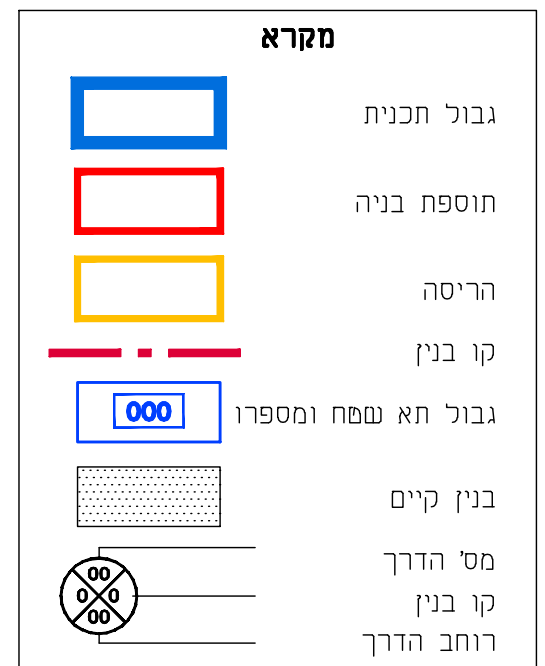 מקרא
גבול תכנית
תוספת בניה
הריסה
קו בנין
גבול תא שטח ומספרו
000
בנין קיים
מס' הדרך
קו בנין
רוחב הדרך
00
0 0
00